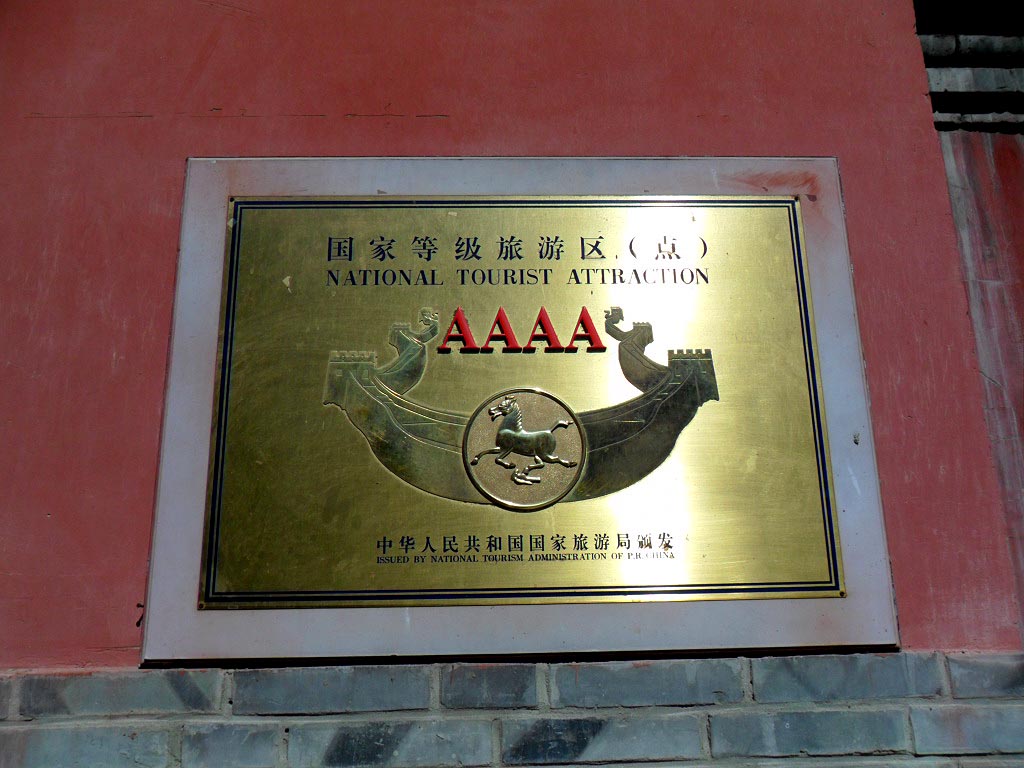 国家等级旅游区(点)
NATIONAL TOURIST ATTRACTION
AAAA
中华人民共和国国家旅游局颁发
ISSUED BY NATIONAL TOURISM ADMINISTRATION OF P.R.CHINA